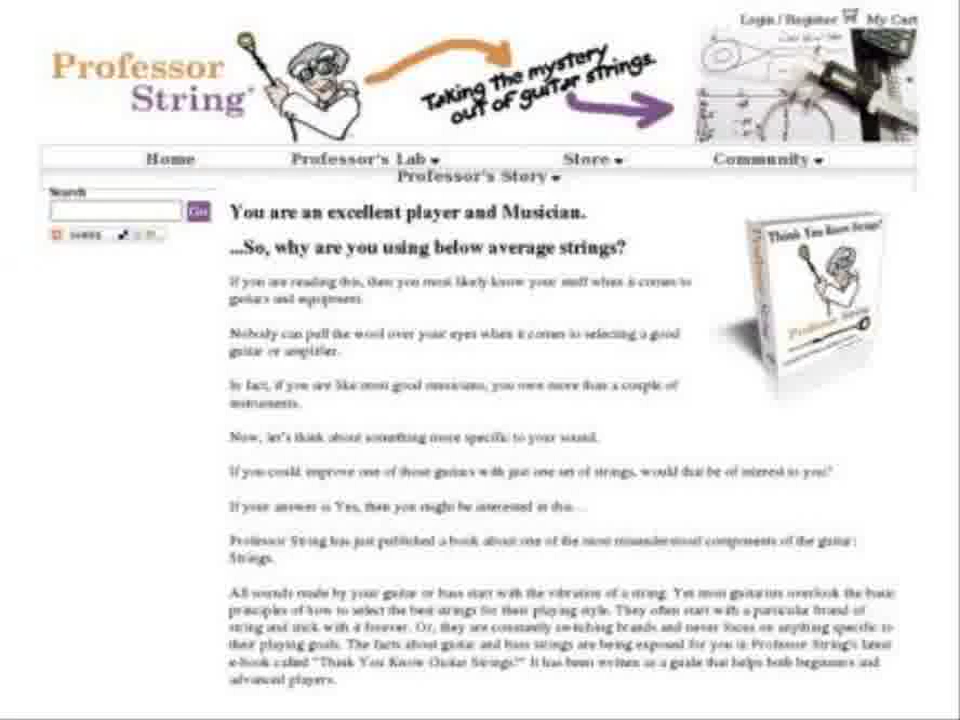 Login / Register My Cart
Professor
String®
Taking the mystery
out of guitar strings.
Home Professor's Lab Store Community
Professor's Story
Search
Go
SHARE
You are an excellent player and Musician.
...So, why are you using below average strings?
If you are reading this, then you most likely know your stuff when it comes to
guitars and equipment.
Nobody can pull the wool over your eyes when it comes to selecting a good
guitar or amplifier.
In fact, if you are like most good musicians, you own more than a couple of
instruments.
Now, let's think about something more specific to your sound.
If you could improve one of those guitars with just one set of strings, would that be of interest to you?
If your answer is Yes, then you might be interested in this...
Professor String has just published a book about one of the most misunderstood components of the guitar:
Strings.
All sounds made by your guitar or bass start with the vibration of a string. Yet most guitarists overlook the basic
principles of how to select the best strings for their playing style. They often start with a particular brand of
string and stick with it forever. Or, they are constantly switching brands and never focus on anything specific to
their playing goals. The facts about guitar and bass strings are being exposed for you in Professor String's latest
e-book called "Think You Know Guitar Strings?" It has been written as a guide that helps both beginners and
advanced players.
Think You Know Strings?
Professor String